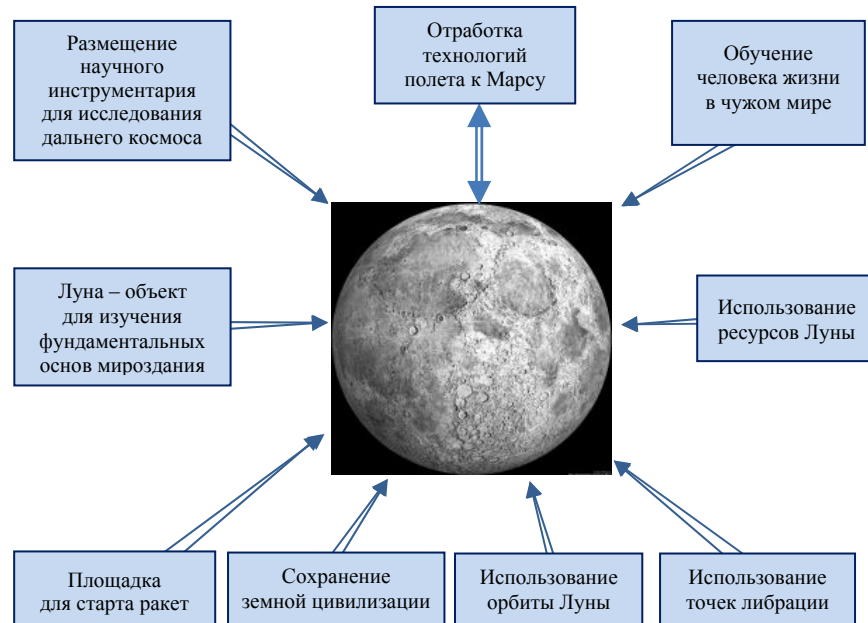 Размещение
научного
инструментария
для исследования
дальнего космоса
Отработка
технологий
полета к Марсу
Обучение
человека жизни
в чужом мире
Луна – объект
для изучения
фундаментальных
основ мироздания
Использование
ресурсов Луны
Площадка
для старта ракет
Сохранение
земной цивилизации
Использование
орбиты Луны
Использование
точек либрации